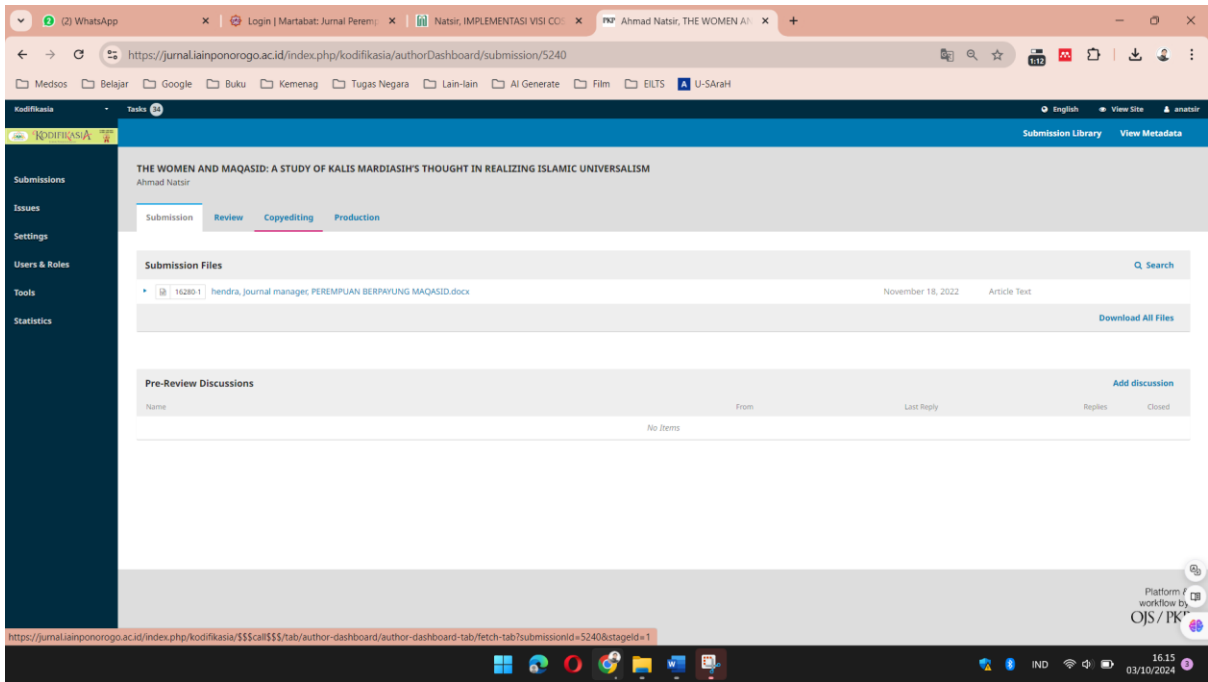 (2) WhatsApp
Login | Martabat: Jurnal Peremp
Natsir, IMPLEMENTASI VISI COS
PKP Ahmad Natsir, THE WOMEN AN
https://jurnal.iainponorogo.ac.id/index.php/kodifikasia/authorDashboard/submission/5240
1:12
Medsos Belajar Google Buku Kemenag Tugas Negara Lain-lain AI Generate Film EILTS U-SAraH
Kodifikasia Tasks 34 English View Site anatsir
KODIFIKASIA Submission Library View Metadata
THE WOMEN AND MAQASID: A STUDY OF KALIS MARDIASIH'S THOUGHT IN REALIZING ISLAMIC UNIVERSALISM
Ahmad Natsir
Submissions
Issues
Settings
Users & Roles
Tools
Statistics
Submission Review Copyediting Production
Submission Files Search
16280-1 hendra, Journal manager, PEREMPUAN BERPAYUNG MAQASID.docx November 18, 2022 Article Text
Download All Files
Pre-Review Discussions Add discussion
Name From Last Reply Replies Closed
No Items
Platform &
workflow by
OJS / PK
https://jurnal.iainponorogo.ac.id/index.php/kodifikasia/$$$call$$$/tab/author-dashboard/author-dashboard-tab/fetch-tab?submissionId=5240&stageId=1
IND 16.15
03/10/2024 3